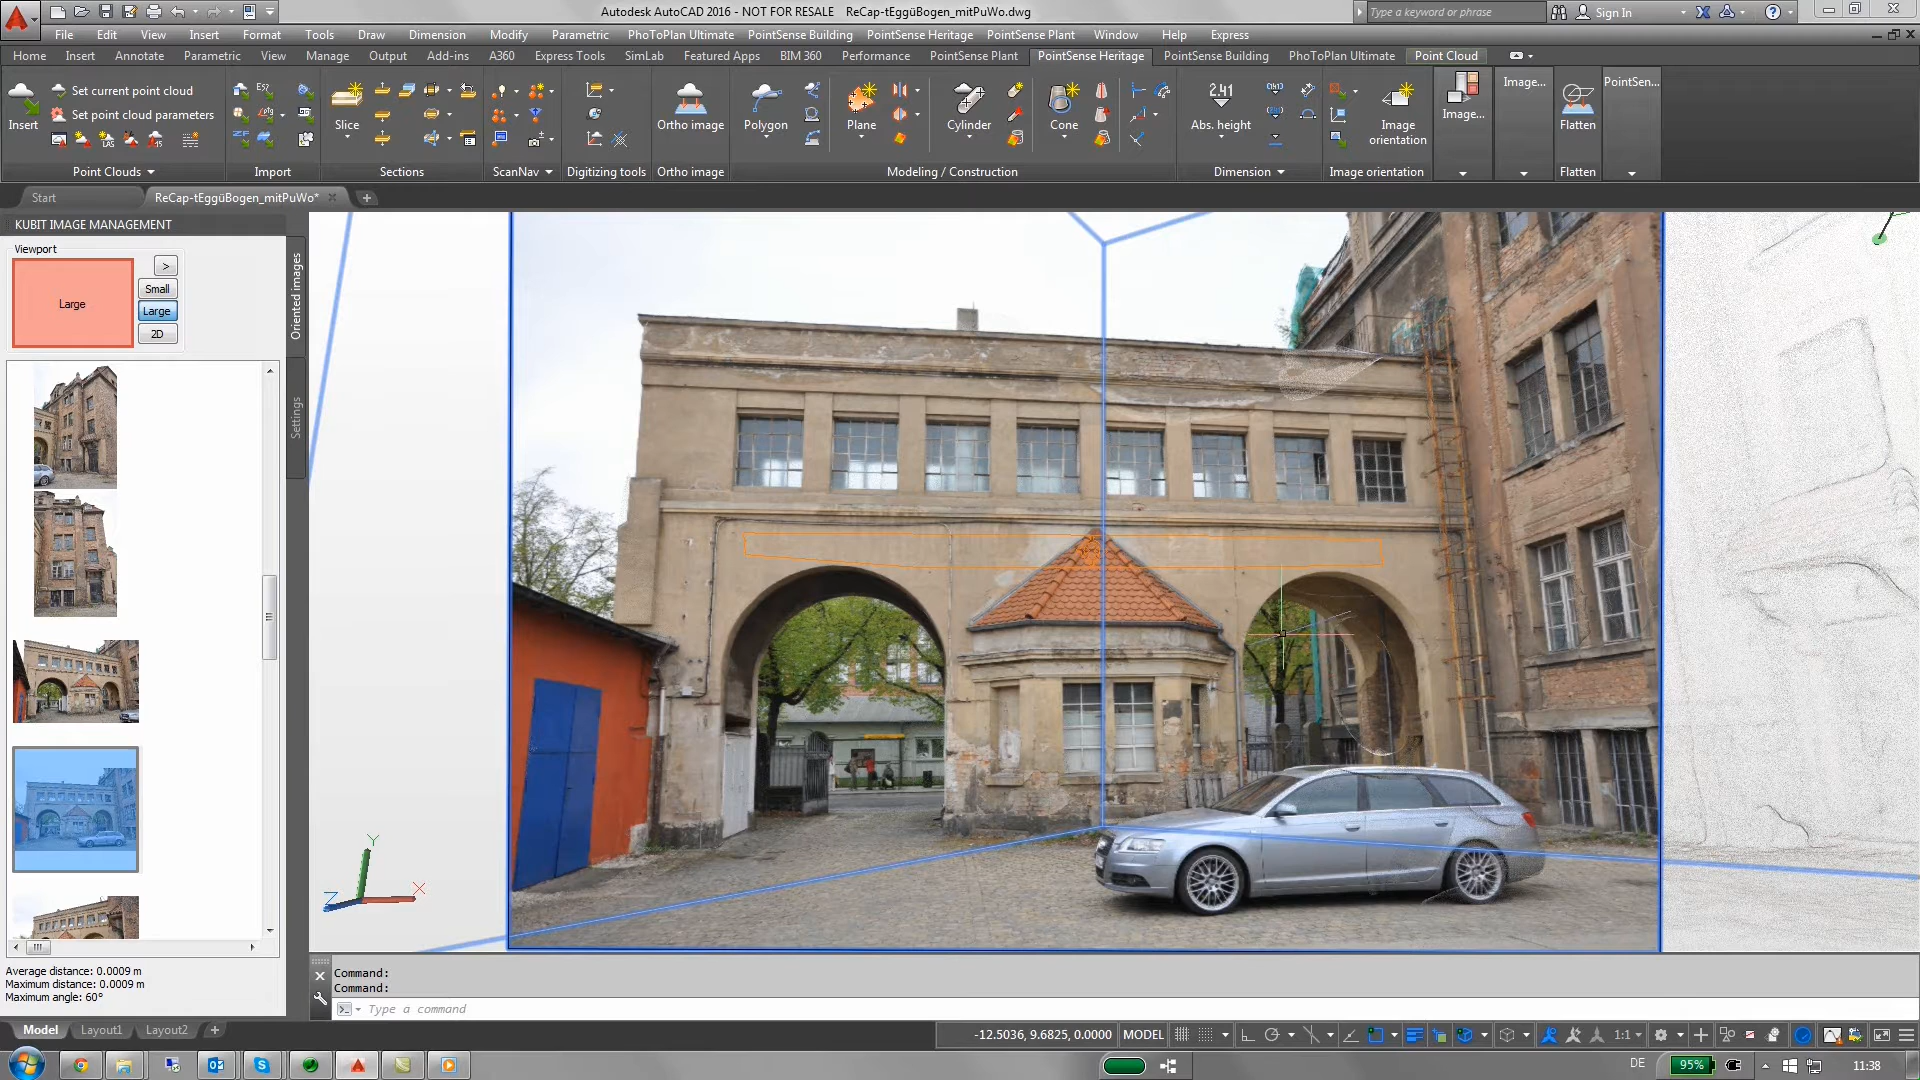 Autodesk AutoCAD 2016 - NOT FOR RESALE ReCap-tEggüBogen_mitPuWo.dwg
Type a keyword or phrase
Sign In
File Edit View Insert Format Tools Draw Dimension Modify Parametric PhoToPlan Ultimate PointSense Building PointSense Heritage PointSense Plant Window Help Express
Home Insert Annotate Parametric View Manage Output Add-ins A360 Express Tools SimLab Featured Apps BIM 360 Performance PointSense Plant PointSense Heritage PointSense Building PhoToPlan Ultimate Point Cloud
Insert
Set current point cloud
Set point cloud parameters
Slice
Ortho image
Polygon
Plane
Cylinder
Cone
2,41
Abs. height
Image orientation
Image...
Image...
Flatten
PointSen...
Point Clouds Import Sections ScanNav Digitizing tools Ortho image Modeling / Construction Dimension Image orientation Flatten
Start ReCap-tEggüBogen_mitPuWo*
KUBIT IMAGE MANAGEMENT
Viewport
Large
>
Small
Large
2D
Oriented images
Settings
Y
X
Z
Average distance: 0.0009 m
Maximum distance: 0.0009 m
Maximum angle: 60°
Command:
Command:
Type a command
Model Layout1 Layout2
-12.5036, 9.6825, 0.0000 MODEL
1:1
DE
95%
11:38